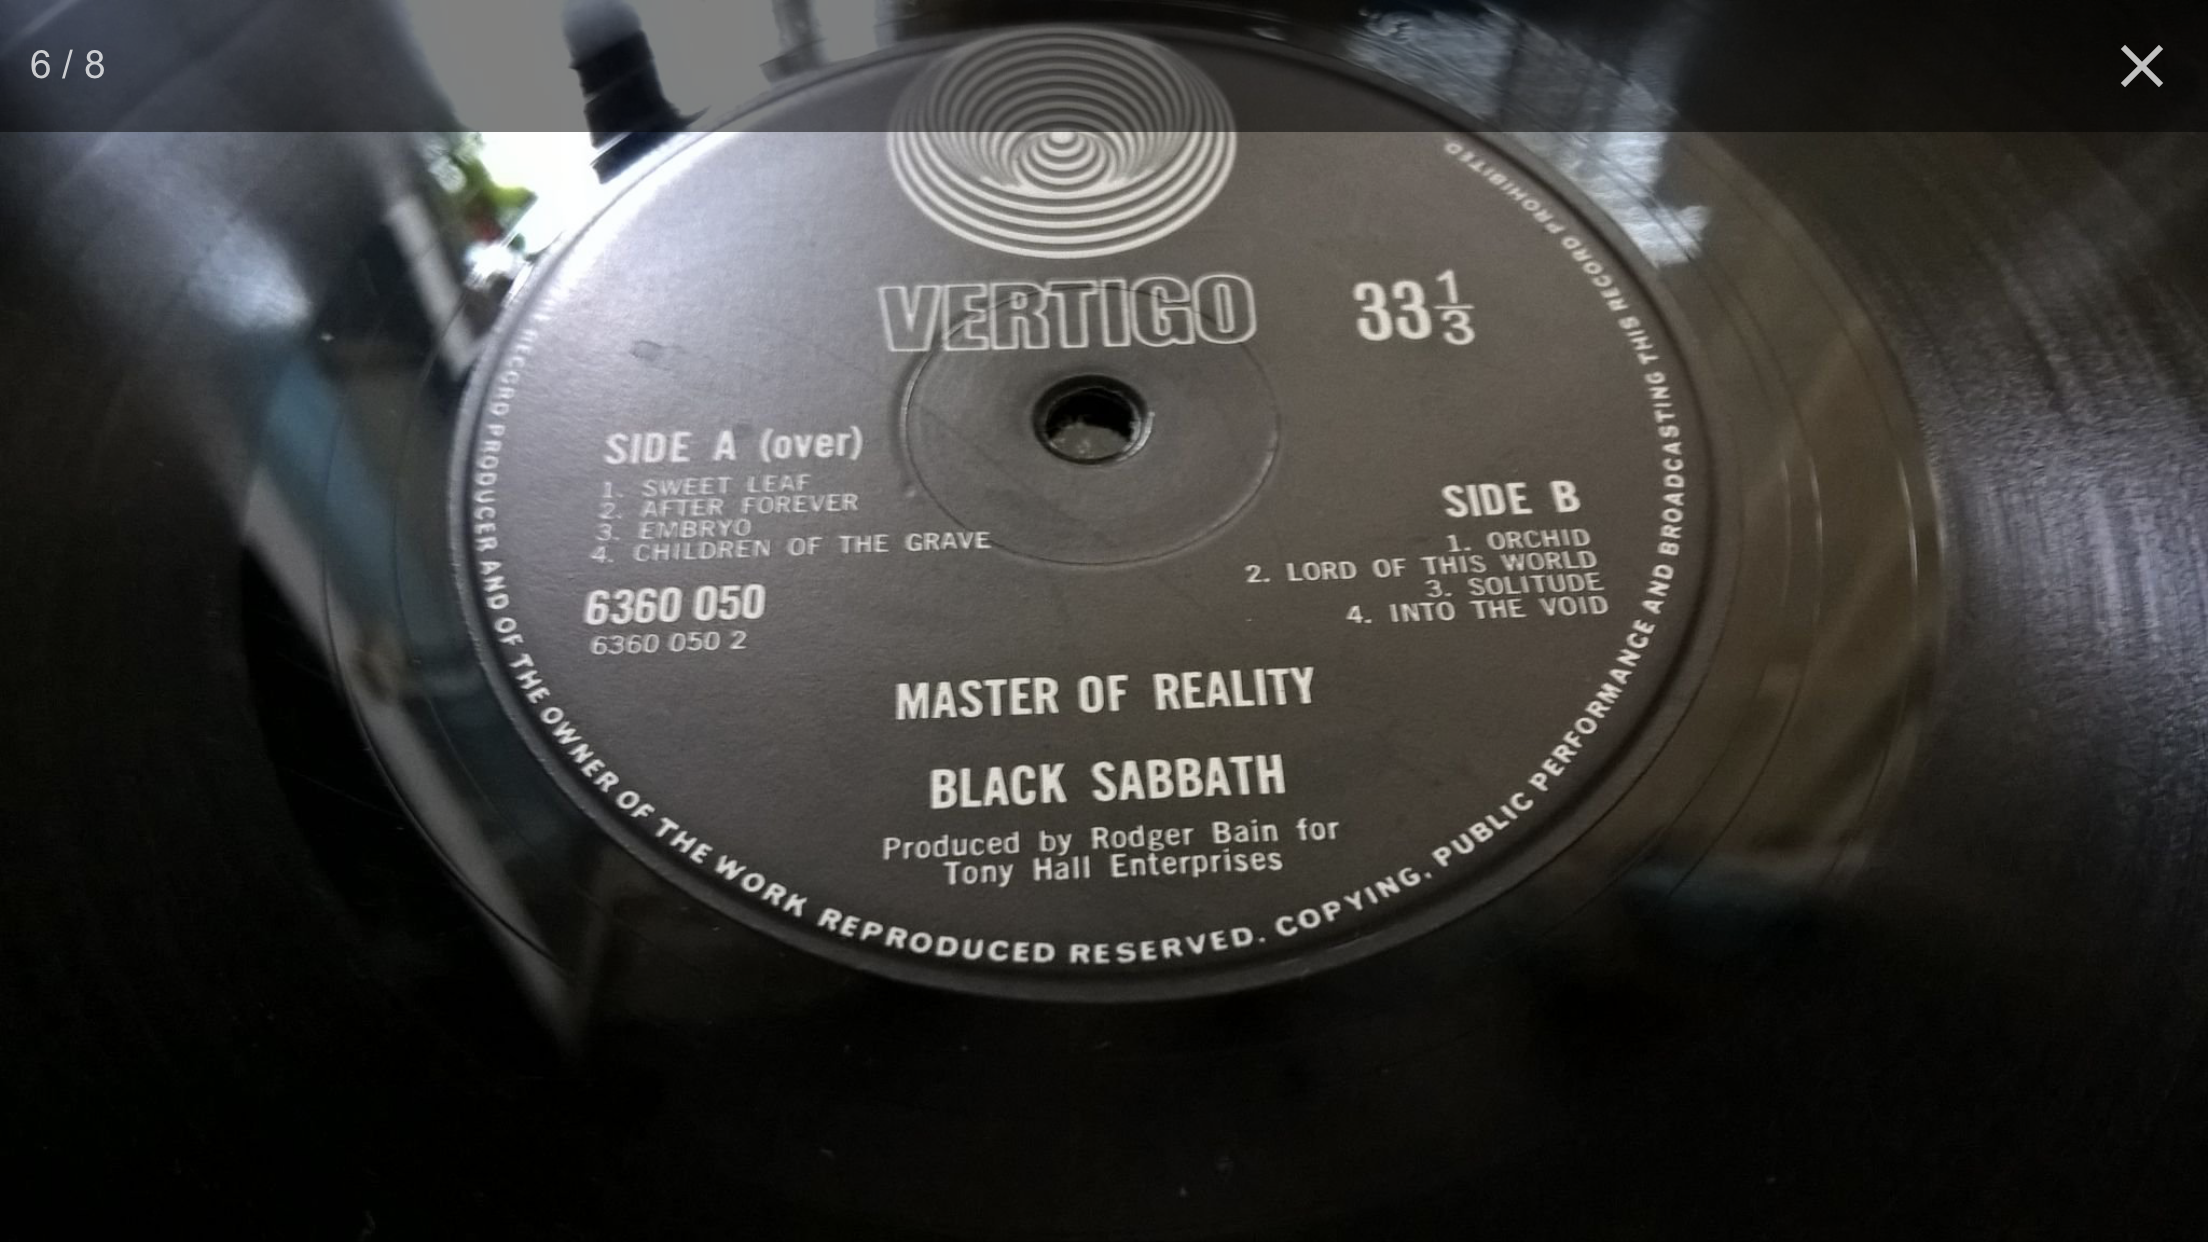 6 / 8
VERTIGO
33 1/3
SIDE A (over)
1. SWEET LEAF
2. AFTER FOREVER
3. EMBRYO
4. CHILDREN OF THE GRAVE
6360 050
6360 050 2
SIDE B
1. ORCHID
2. LORD OF THIS WORLD
3. SOLITUDE
4. INTO THE VOID
MASTER OF REALITY
BLACK SABBATH
Produced by Rodger Bain for
Tony Hall Enterprises
RECORD PRODUCER AND OF THE OWNER OF THE WORK REPRODUCED RESERVED. COPYING, PUBLIC PERFORMANCE AND BROADCASTING THIS RECORD PROHIBITED